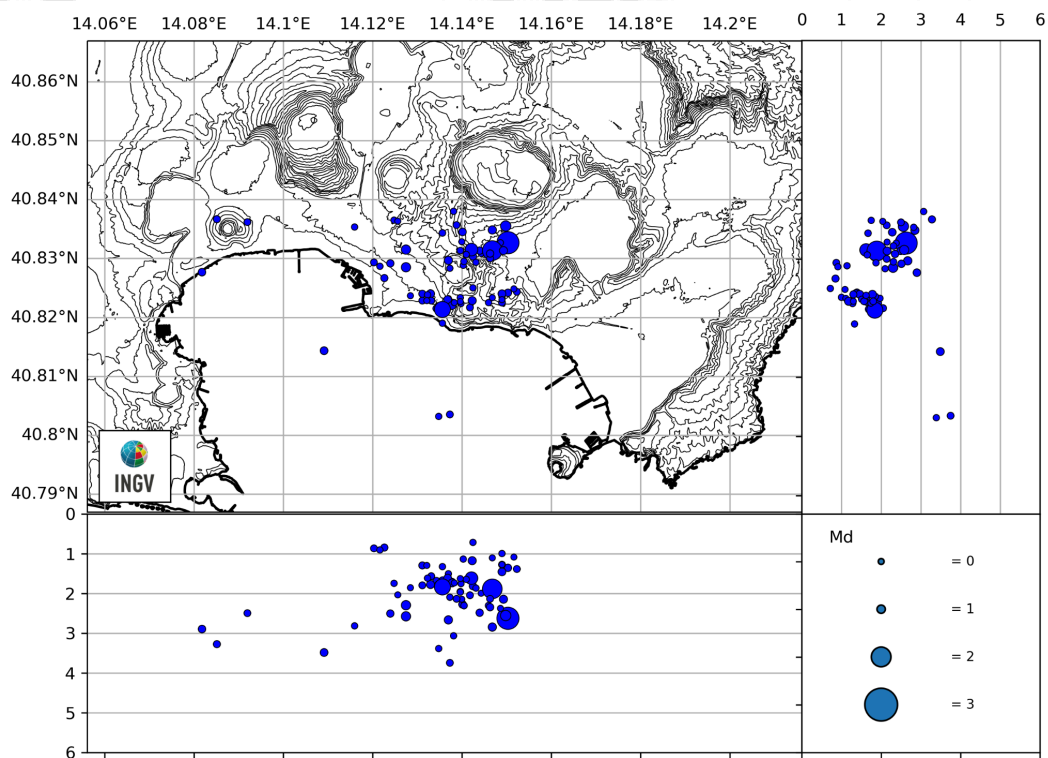 14.06°E 14.08° 14.1°E 14.12°E 14.14°E 14.16°E 14.18°E 14.2°E
0 1 2 3 4 5 6
40.86°N
40.85°N
40.84°N
40.83°N
40.82°N
40.81°N
40.8°N
40.79°N
INGV
0
1
2
3
4
5
6
Md
= 0
= 1
= 2
= 3